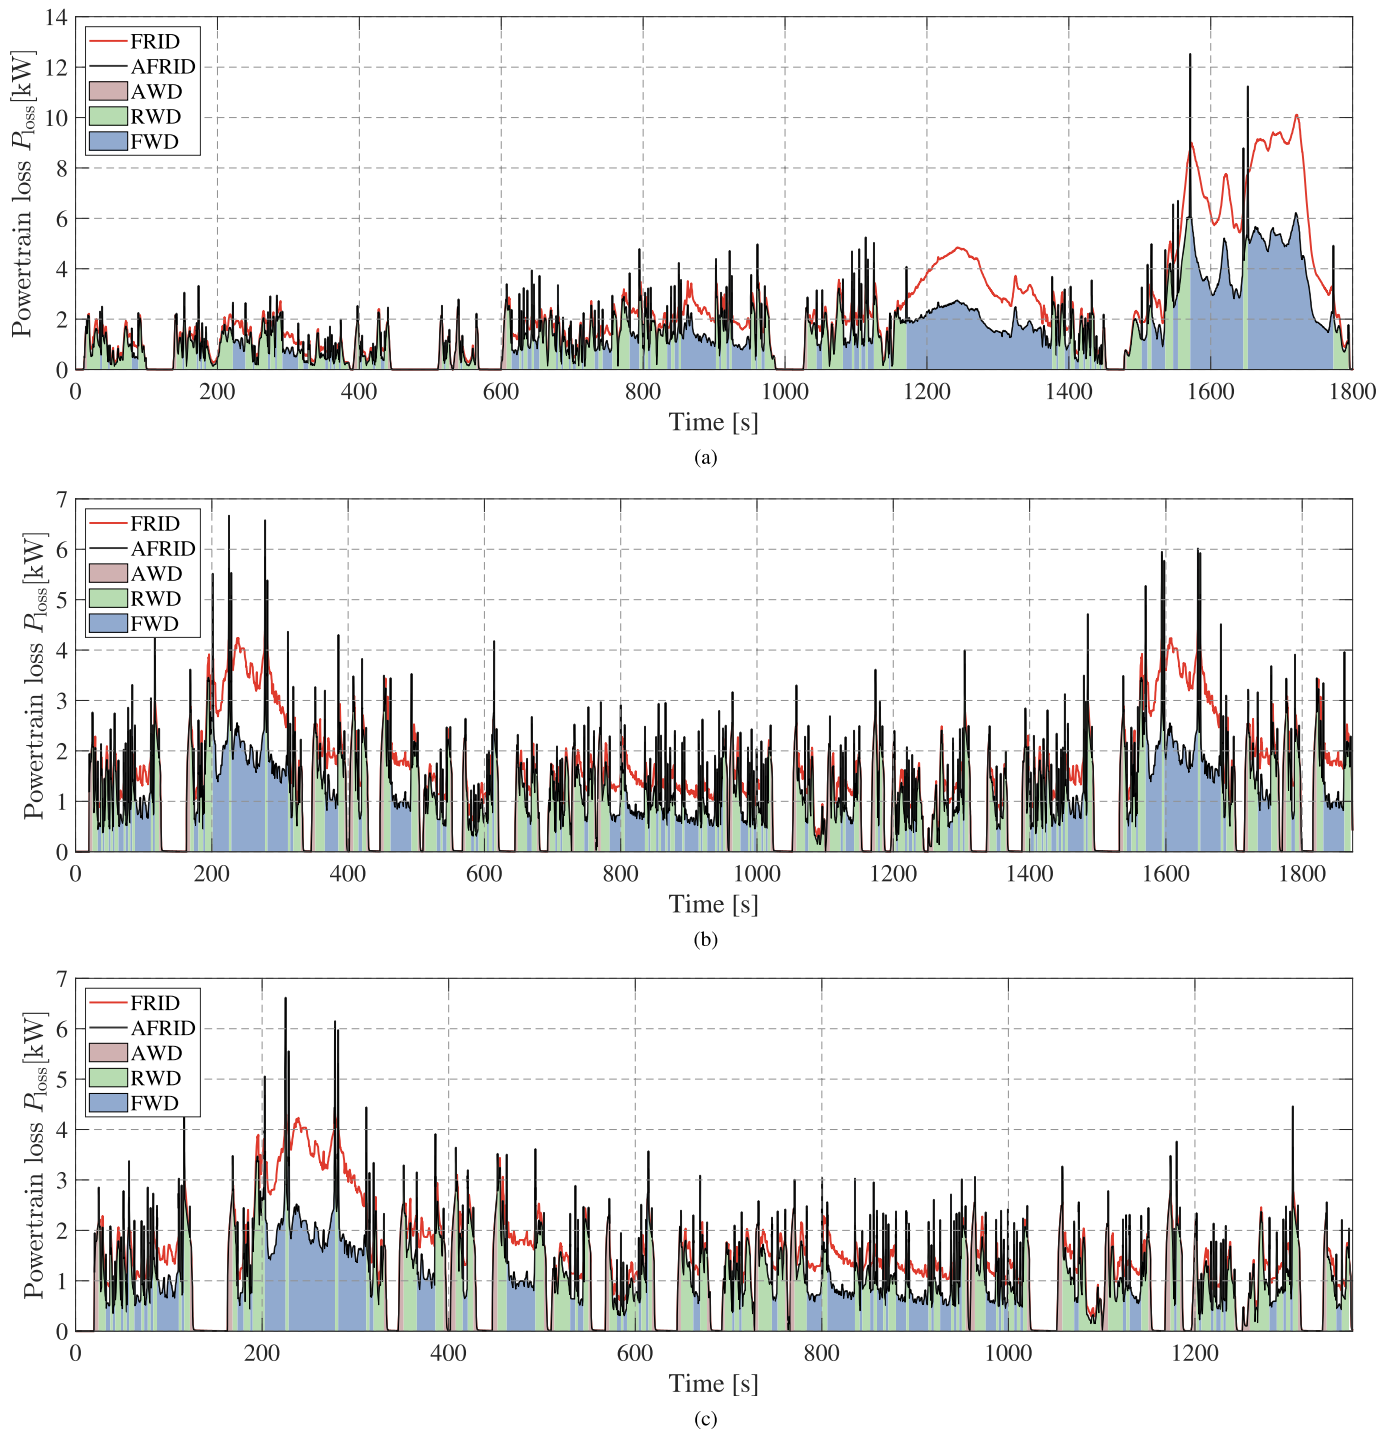 14
12
10
8
6
4
2
0
Powertrain loss P_loss[kW]
FRID
AFRID
AWD
RWD
FWD
0 200 400 600 800 1000 1200 1400 1600 1800
Time [s]
(a)
7
6
5
4
3
2
1
0
Powertrain loss P_loss[kW]
FRID
AFRID
AWD
RWD
FWD
0 200 400 600 800 1000 1200 1400 1600 1800
Time [s]
(b)
7
6
5
4
3
2
1
0
Powertrain loss P_loss[kW]
FRID
AFRID
AWD
RWD
FWD
200 400 600 800 1000 1200
Time [s]
(c)